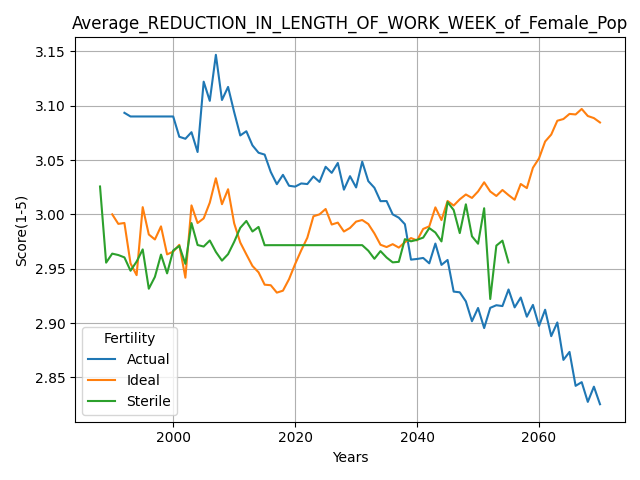 Average_REDUCTION_IN_LENGTH_OF_WORK_WEEK_of_Female_Pop
3.15
3.10
3.05
3.00
2.95
2.90
2.85
Score(1-5)
Fertility
Actual
Ideal
Sterile
2000 2020 2040 2060
Years